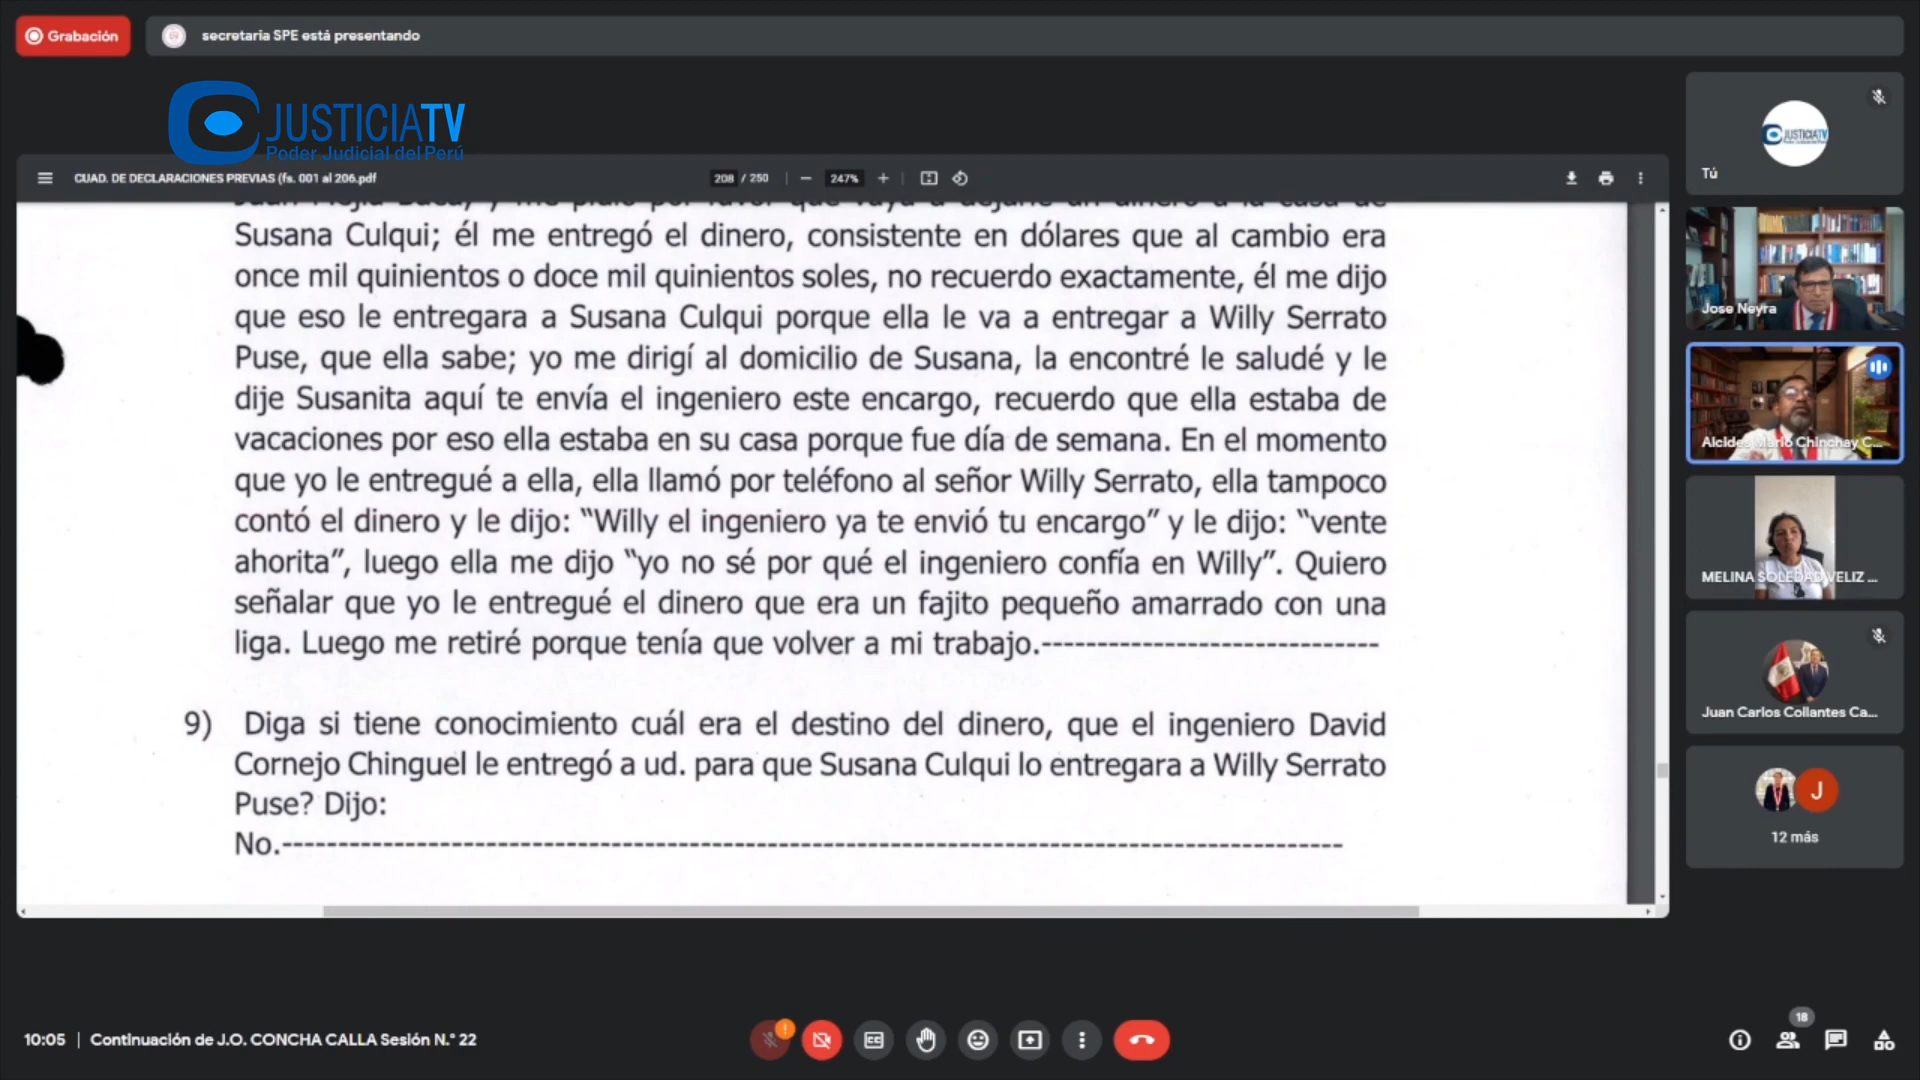 Grabación
secretaria SPE está presentando
JUSTICIATV
Poder Judicial del Perú
CUAD. DE DECLARACIONES PREVIAS (fs. 001 al 206.pdf
208 / 250
247%
Susana Culqui; él me entregó el dinero, consistente en dólares que al cambio era
once mil quinientos o doce mil quinientos soles, no recuerdo exactamente, él me dijo
que eso le entregara a Susana Culqui porque ella le va a entregar a Willy Serrato
Puse, que ella sabe; yo me dirigí al domicilio de Susana, la encontré le saludé y le
dije Susanita aquí te envía el ingeniero este encargo, recuerdo que ella estaba de
vacaciones por eso ella estaba en su casa porque fue día de semana. En el momento
que yo le entregué a ella, ella llamó por teléfono al señor Willy Serrato, ella tampoco
contó el dinero y le dijo: “Willy el ingeniero ya te envió tu encargo” y le dijo: “vente
ahorita”, luego ella me dijo “yo no sé por qué el ingeniero confía en Willy”. Quiero
señalar que yo le entregué el dinero que era un fajito pequeño amarrado con una
liga. Luego me retiré porque tenía que volver a mi trabajo.------------------------------
9) Diga si tiene conocimiento cuál era el destino del dinero, que el ingeniero David
Cornejo Chinguel le entregó a ud. para que Susana Culqui lo entregara a Willy Serrato
Puse? Dijo:
No.-----------------------------------------------------------------------------------------------
JUSTICIATV
Tú
Jose Neyra
Alcides Mario Chinchay C...
MELINA SOLEDAD VELIZ ...
Juan Carlos Collantes Ca...
J
12 más
10:05 | Continuación de J.O. CONCHA CALLA Sesión N.° 22
18